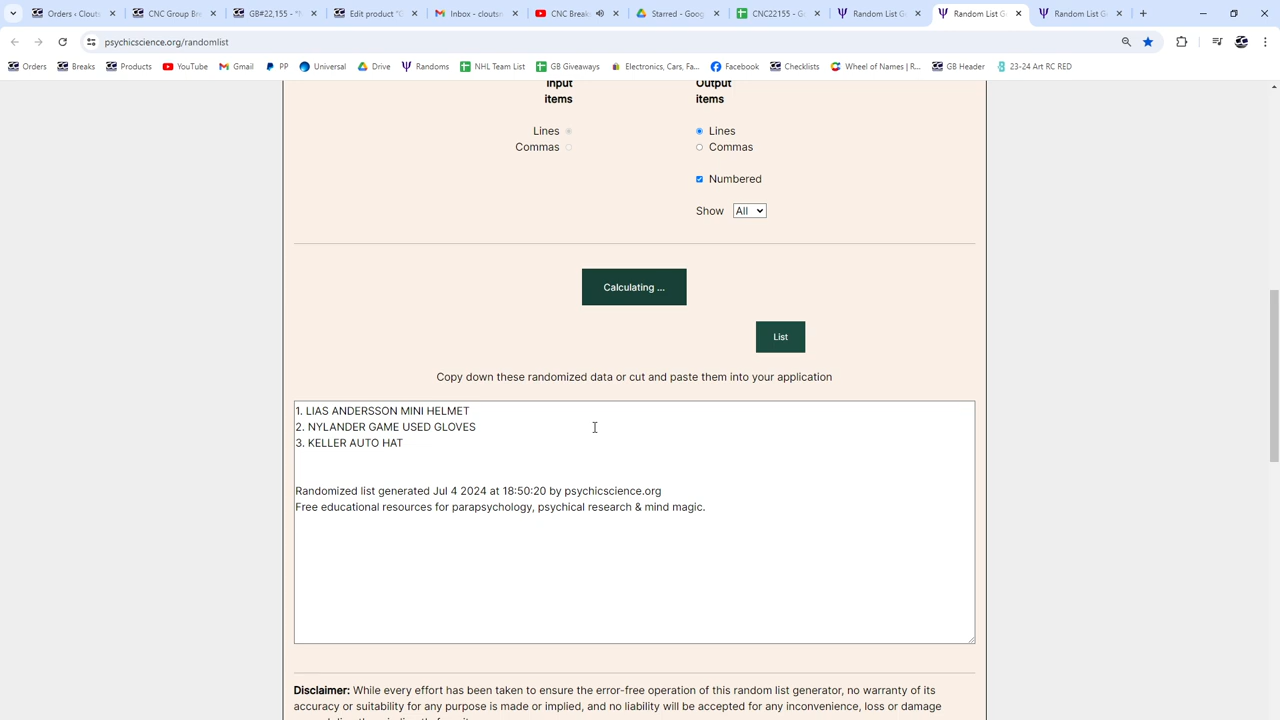 Orders ‹ Clouts
CNC Group Bre
GB#22,155 - *
Edit product "G
Inbox - cloutsn
CNC Break
Starred - Goog
CNC22155 - Go
Random List Ge
Random List Ge
Random List Ge
psychicscience.org/randomlist
Orders
Breaks
Products
YouTube
Gmail
PP
Universal
Drive
Randoms
NHL Team List
GB Giveaways
Electronics, Cars, Fa...
Facebook
Checklists
Wheel of Names | R...
GB Header
23-24 Art RC RED
Input
items
Output
items
Lines
Lines
Commas
Commas
Numbered
Show All
Calculating ...
List
Copy down these randomized data or cut and paste them into your application
1. LIAS ANDERSSON MINI HELMET
2. NYLANDER GAME USED GLOVES
3. KELLER AUTO HAT
Randomized list generated Jul 4 2024 at 18:50:20 by psychicscience.org
Free educational resources for parapsychology, psychical research & mind magic.
Disclaimer: While every effort has been taken to ensure the error-free operation of this random list generator, no warranty of its
accuracy or suitability for any purpose is made or implied, and no liability will be accepted for any inconvenience, loss or damage